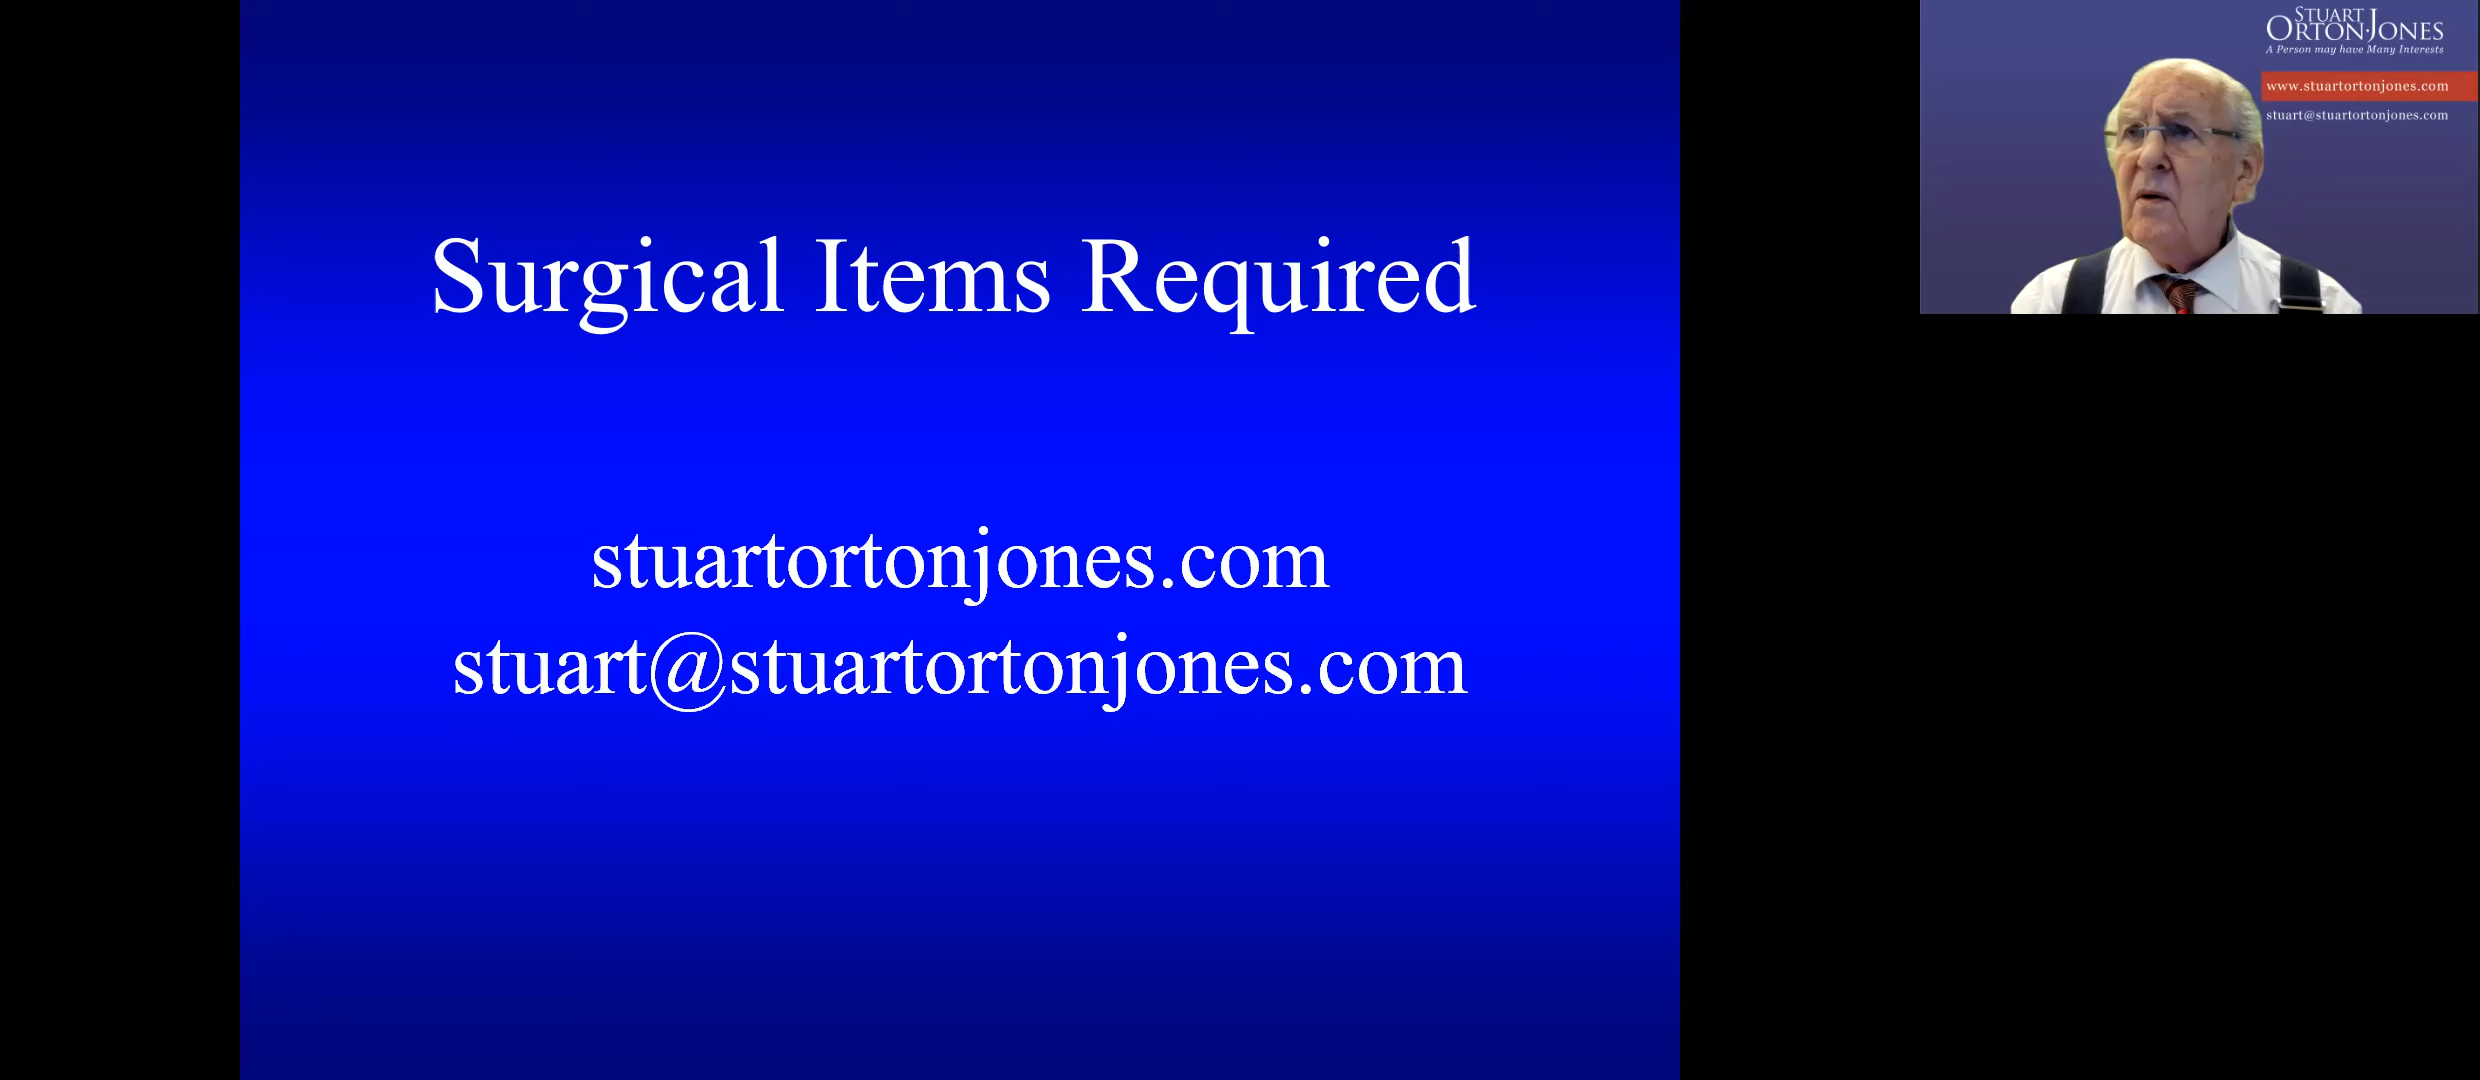 Surgical Items Required
stuartortonjones.com
stuart@stuartortonjones.com
STUART
ORTON·JONES
A Person may have Many Interests
www.stuartortonjones.com
stuart@stuartortonjones.com